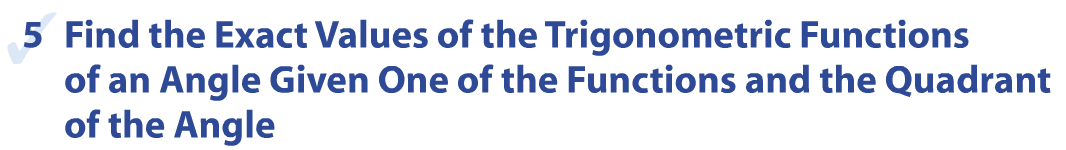 5 Find the Exact Values of the Trigonometric Functions
of an Angle Given One of the Functions and the Quadrant
of the Angle